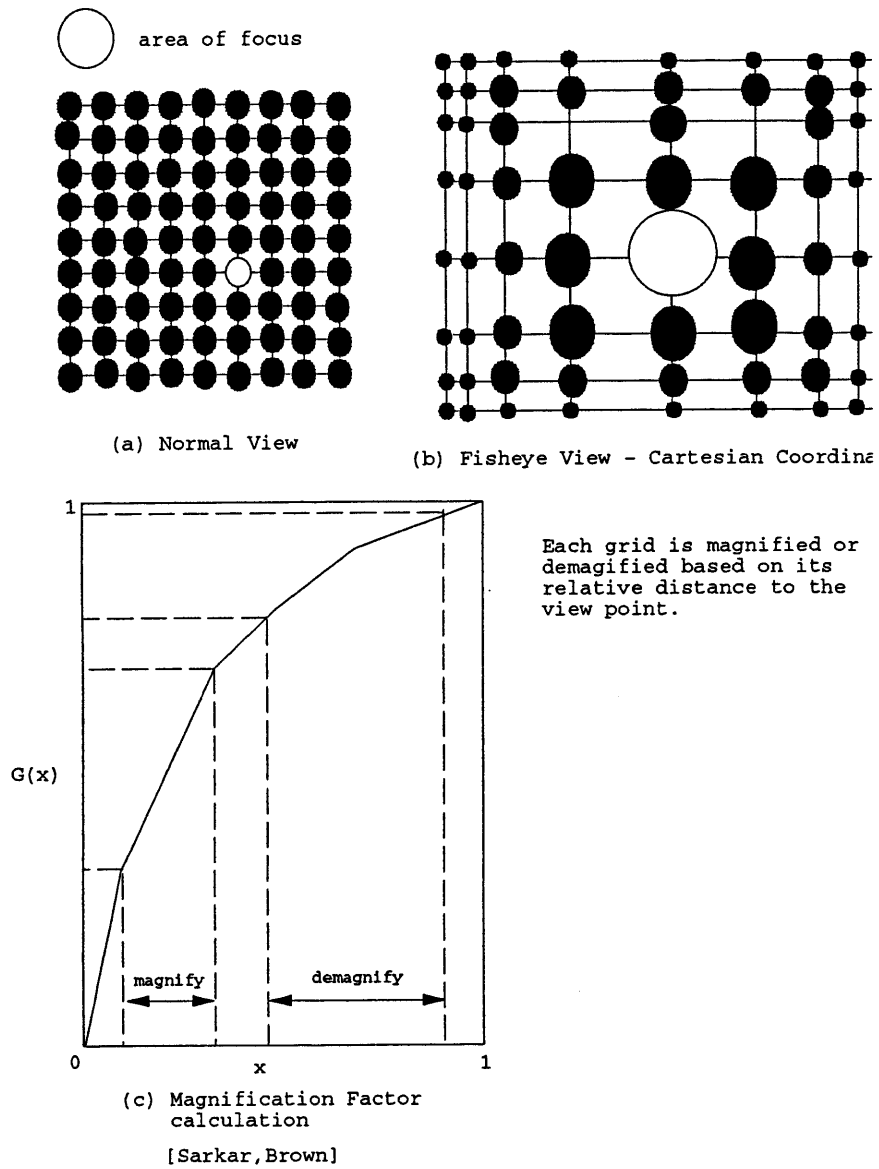 area of focus
(a) Normal View
(b) Fisheye View - Cartesian Coordina
1
Each grid is magnified or
demagified based on its
relative distance to the
view point.
G(x)
magnify
demagnify
0
x
1
(c) Magnification Factor
calculation
[Sarkar,Brown]